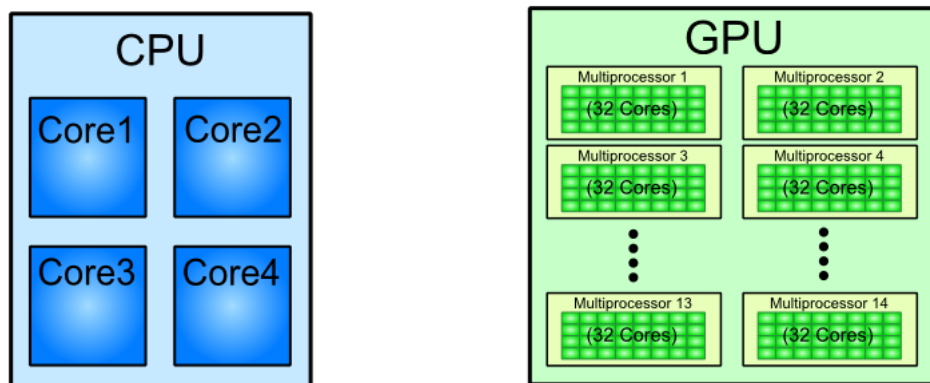 CPU
Core1 Core2
Core3 Core4
GPU
Multiprocessor 1
(32 Cores)
Multiprocessor 2
(32 Cores)
Multiprocessor 3
(32 Cores)
Multiprocessor 4
(32 Cores)
Multiprocessor 13
(32 Cores)
Multiprocessor 14
(32 Cores)